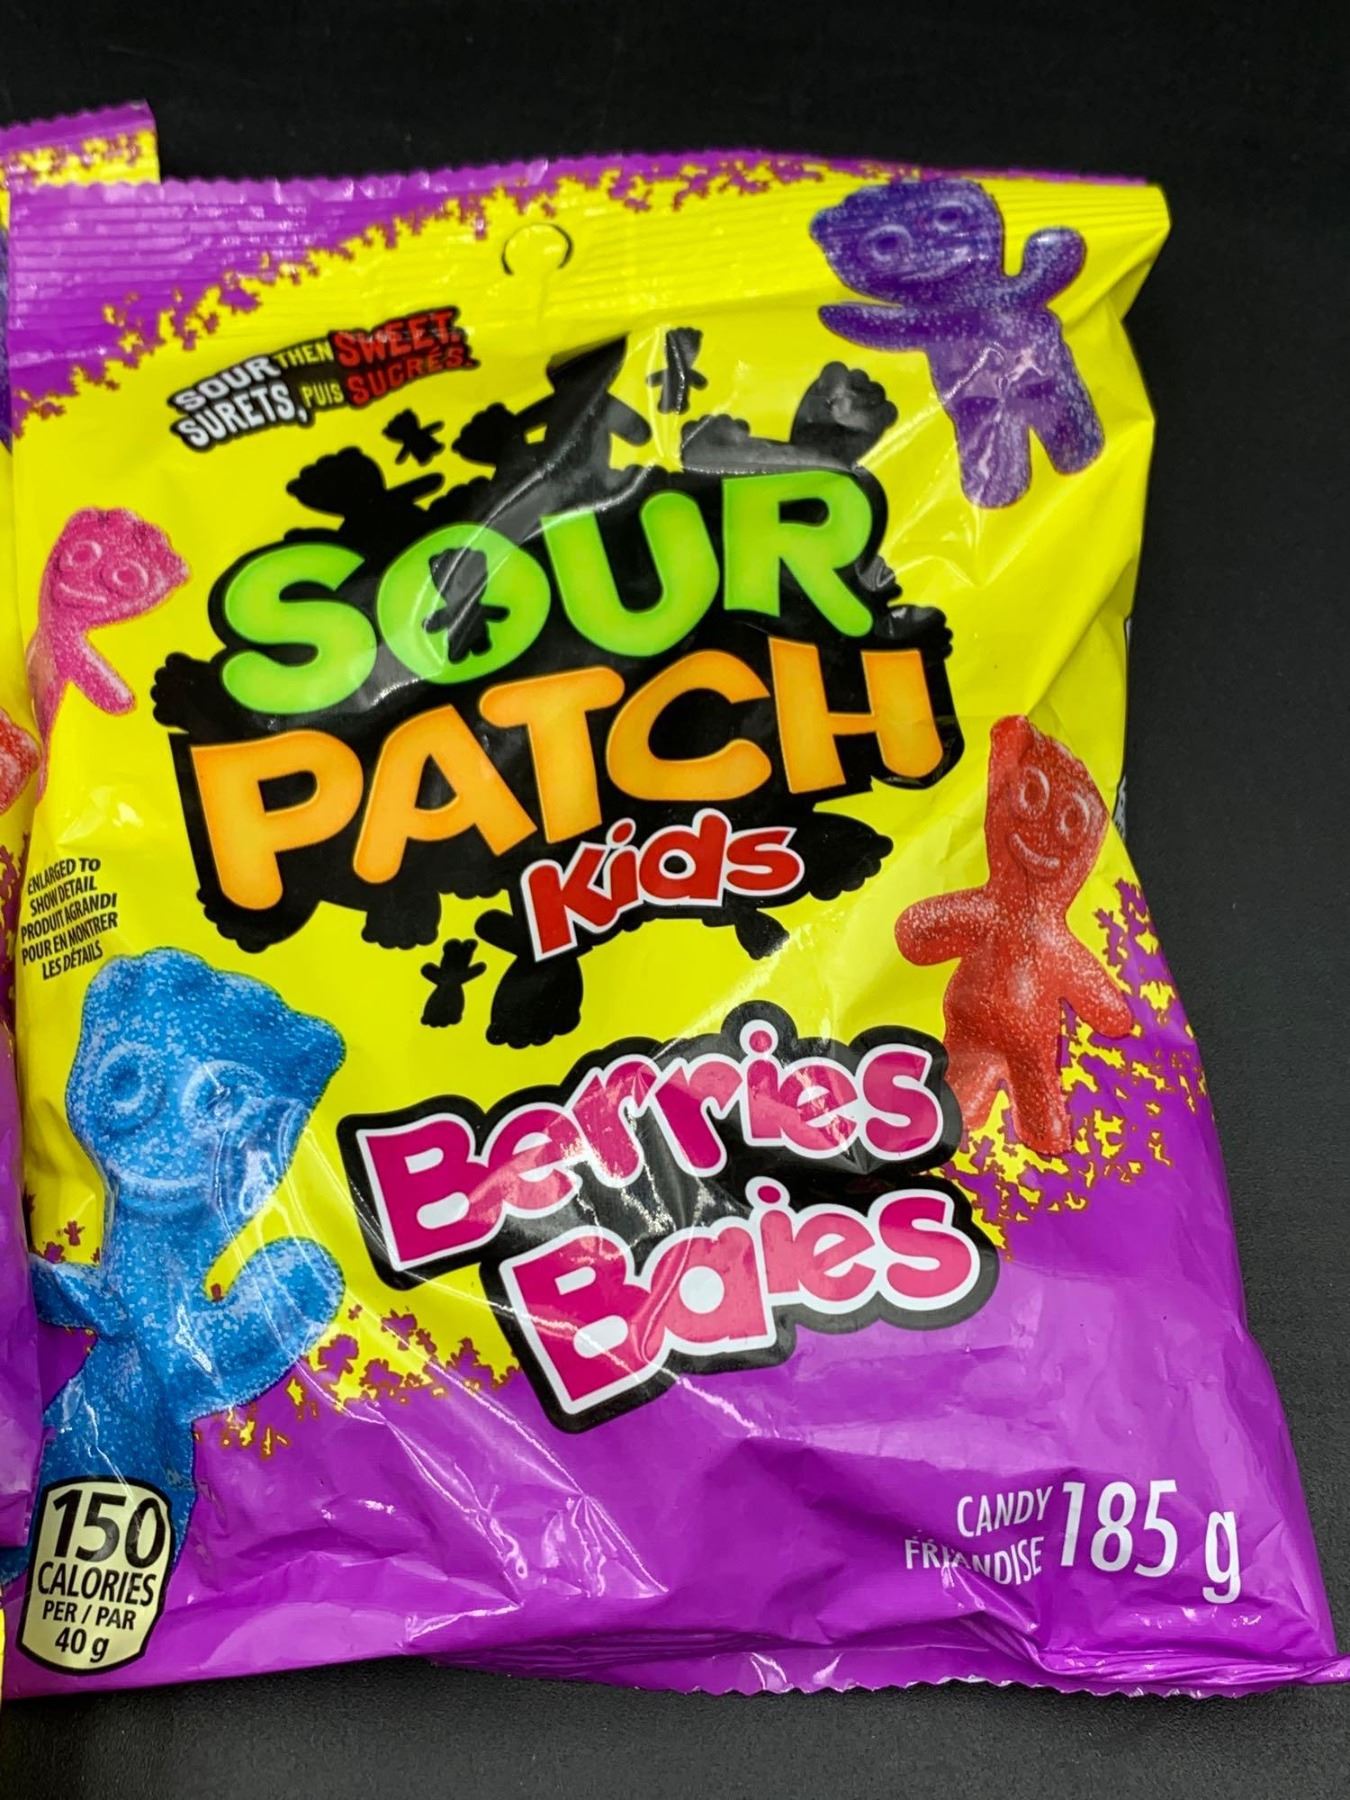 SOUR THEN SWEET.
SURETS, PUIS SUCRÉS.
SOUR
PATCH
Kids
ENLARGED TO
SHOW DETAIL
PRODUIT AGRANDI
POUR EN MONTRER
LES DÉTAILS
Berries
Baies
150
CALORIES
PER / PAR
40 g
CANDY
FRIANDISE
185 g